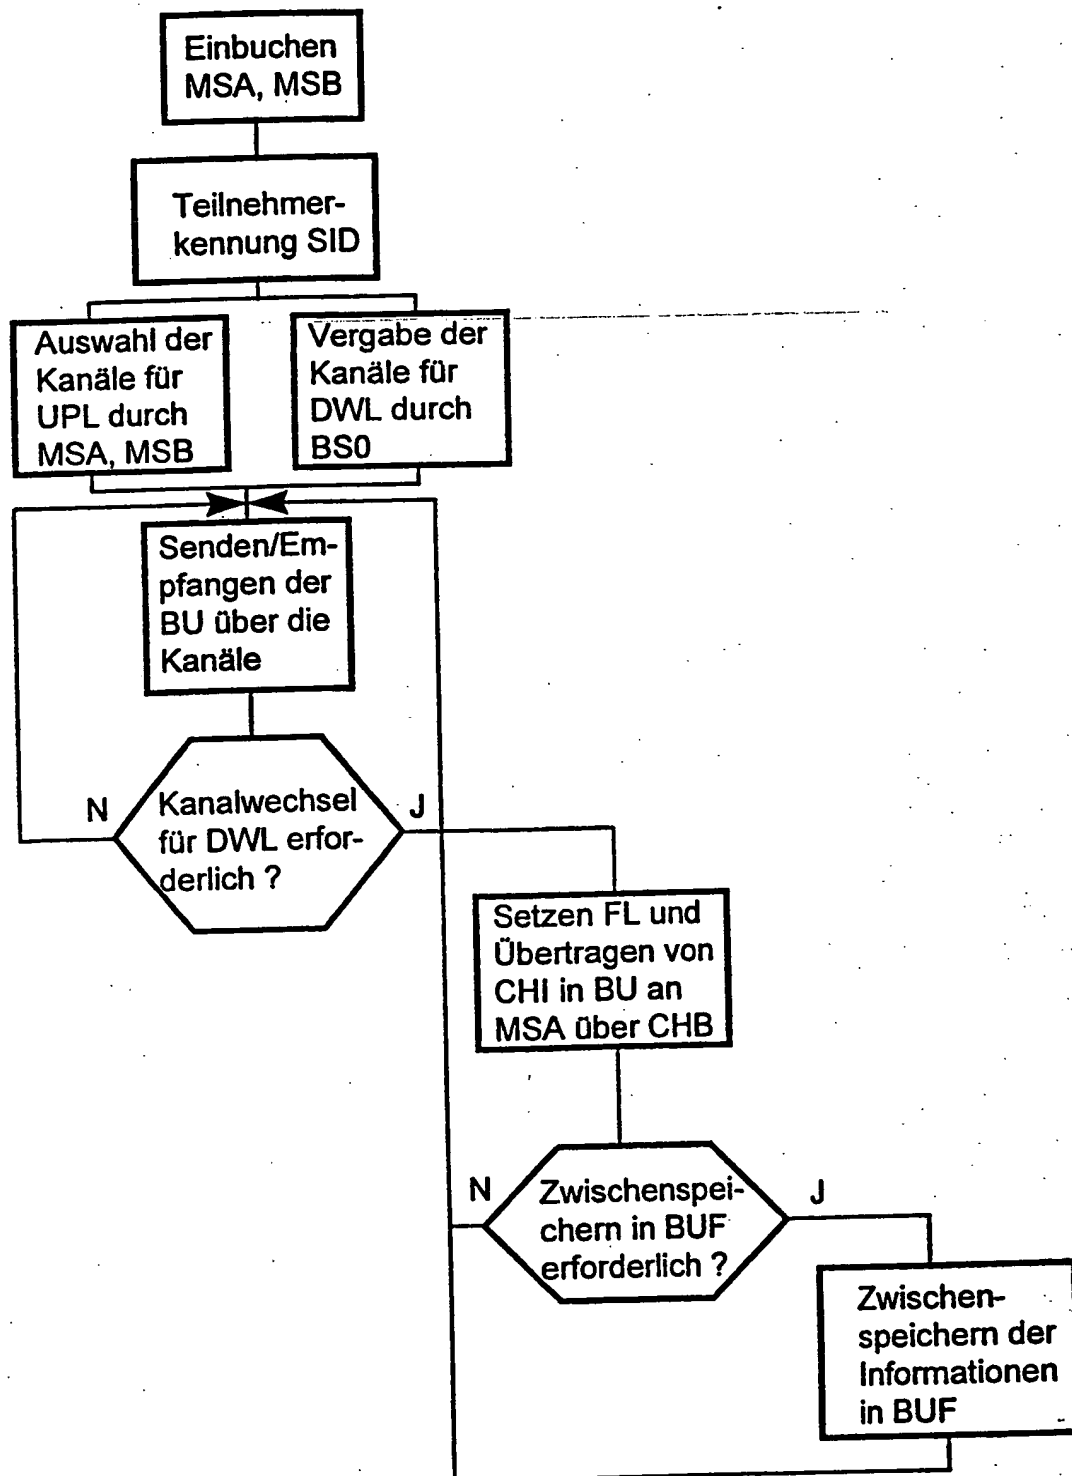 Einbuchen
MSA, MSB
Teilnehmer-
kennung SID
Auswahl der
Kanäle für
UPL durch
MSA, MSB
Vergabe der
Kanäle für
DWL durch
BS0
Senden/Em-
pfangen der
BU über die
Kanäle
N
Kanalwechsel
für DWL erfor-
derlich ?
J
Setzen FL und
Übertragen von
CHI in BU an
MSA über CHB
N
Zwischenspei-
chern in BUF
erforderlich ?
J
Zwischen-
speichern der
Informationen
in BUF